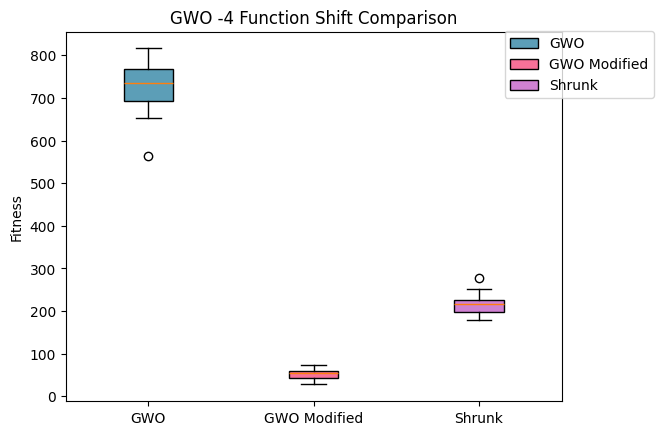 GWO -4 Function Shift Comparison
GWO
GWO Modified
Shrunk
Fitness
800
700
600
500
400
300
200
100
0
GWO
GWO Modified
Shrunk